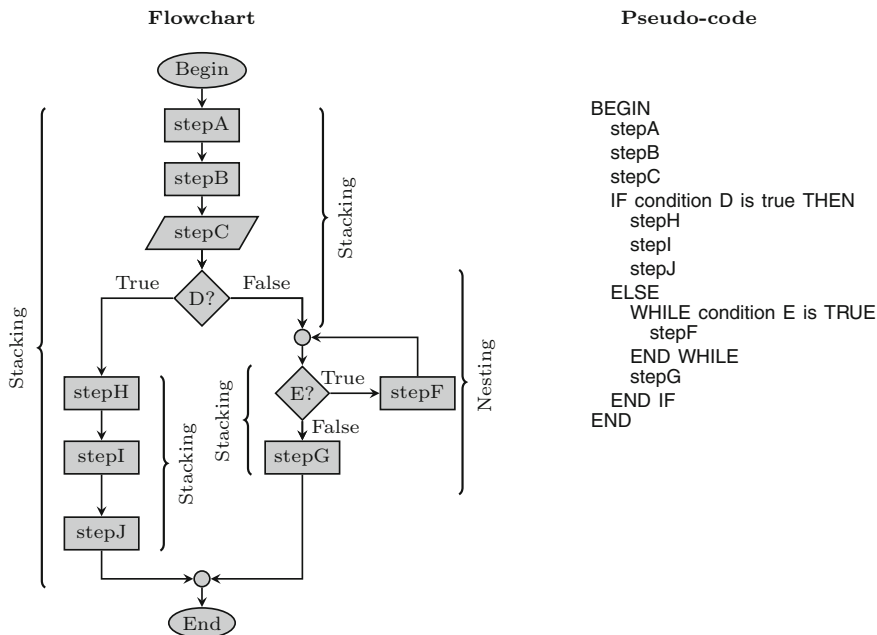 Flowchart
Begin
stepA
stepB
stepC
D?
True
False
E?
True
stepF
False
stepG
stepH
stepI
stepJ
End
Stacking
Stacking
Stacking
Stacking
Nesting
Pseudo-code
BEGIN
stepA
stepB
stepC
IF condition D is true THEN
stepH
stepI
stepJ
ELSE
WHILE condition E is TRUE
stepF
END WHILE
stepG
END IF
END